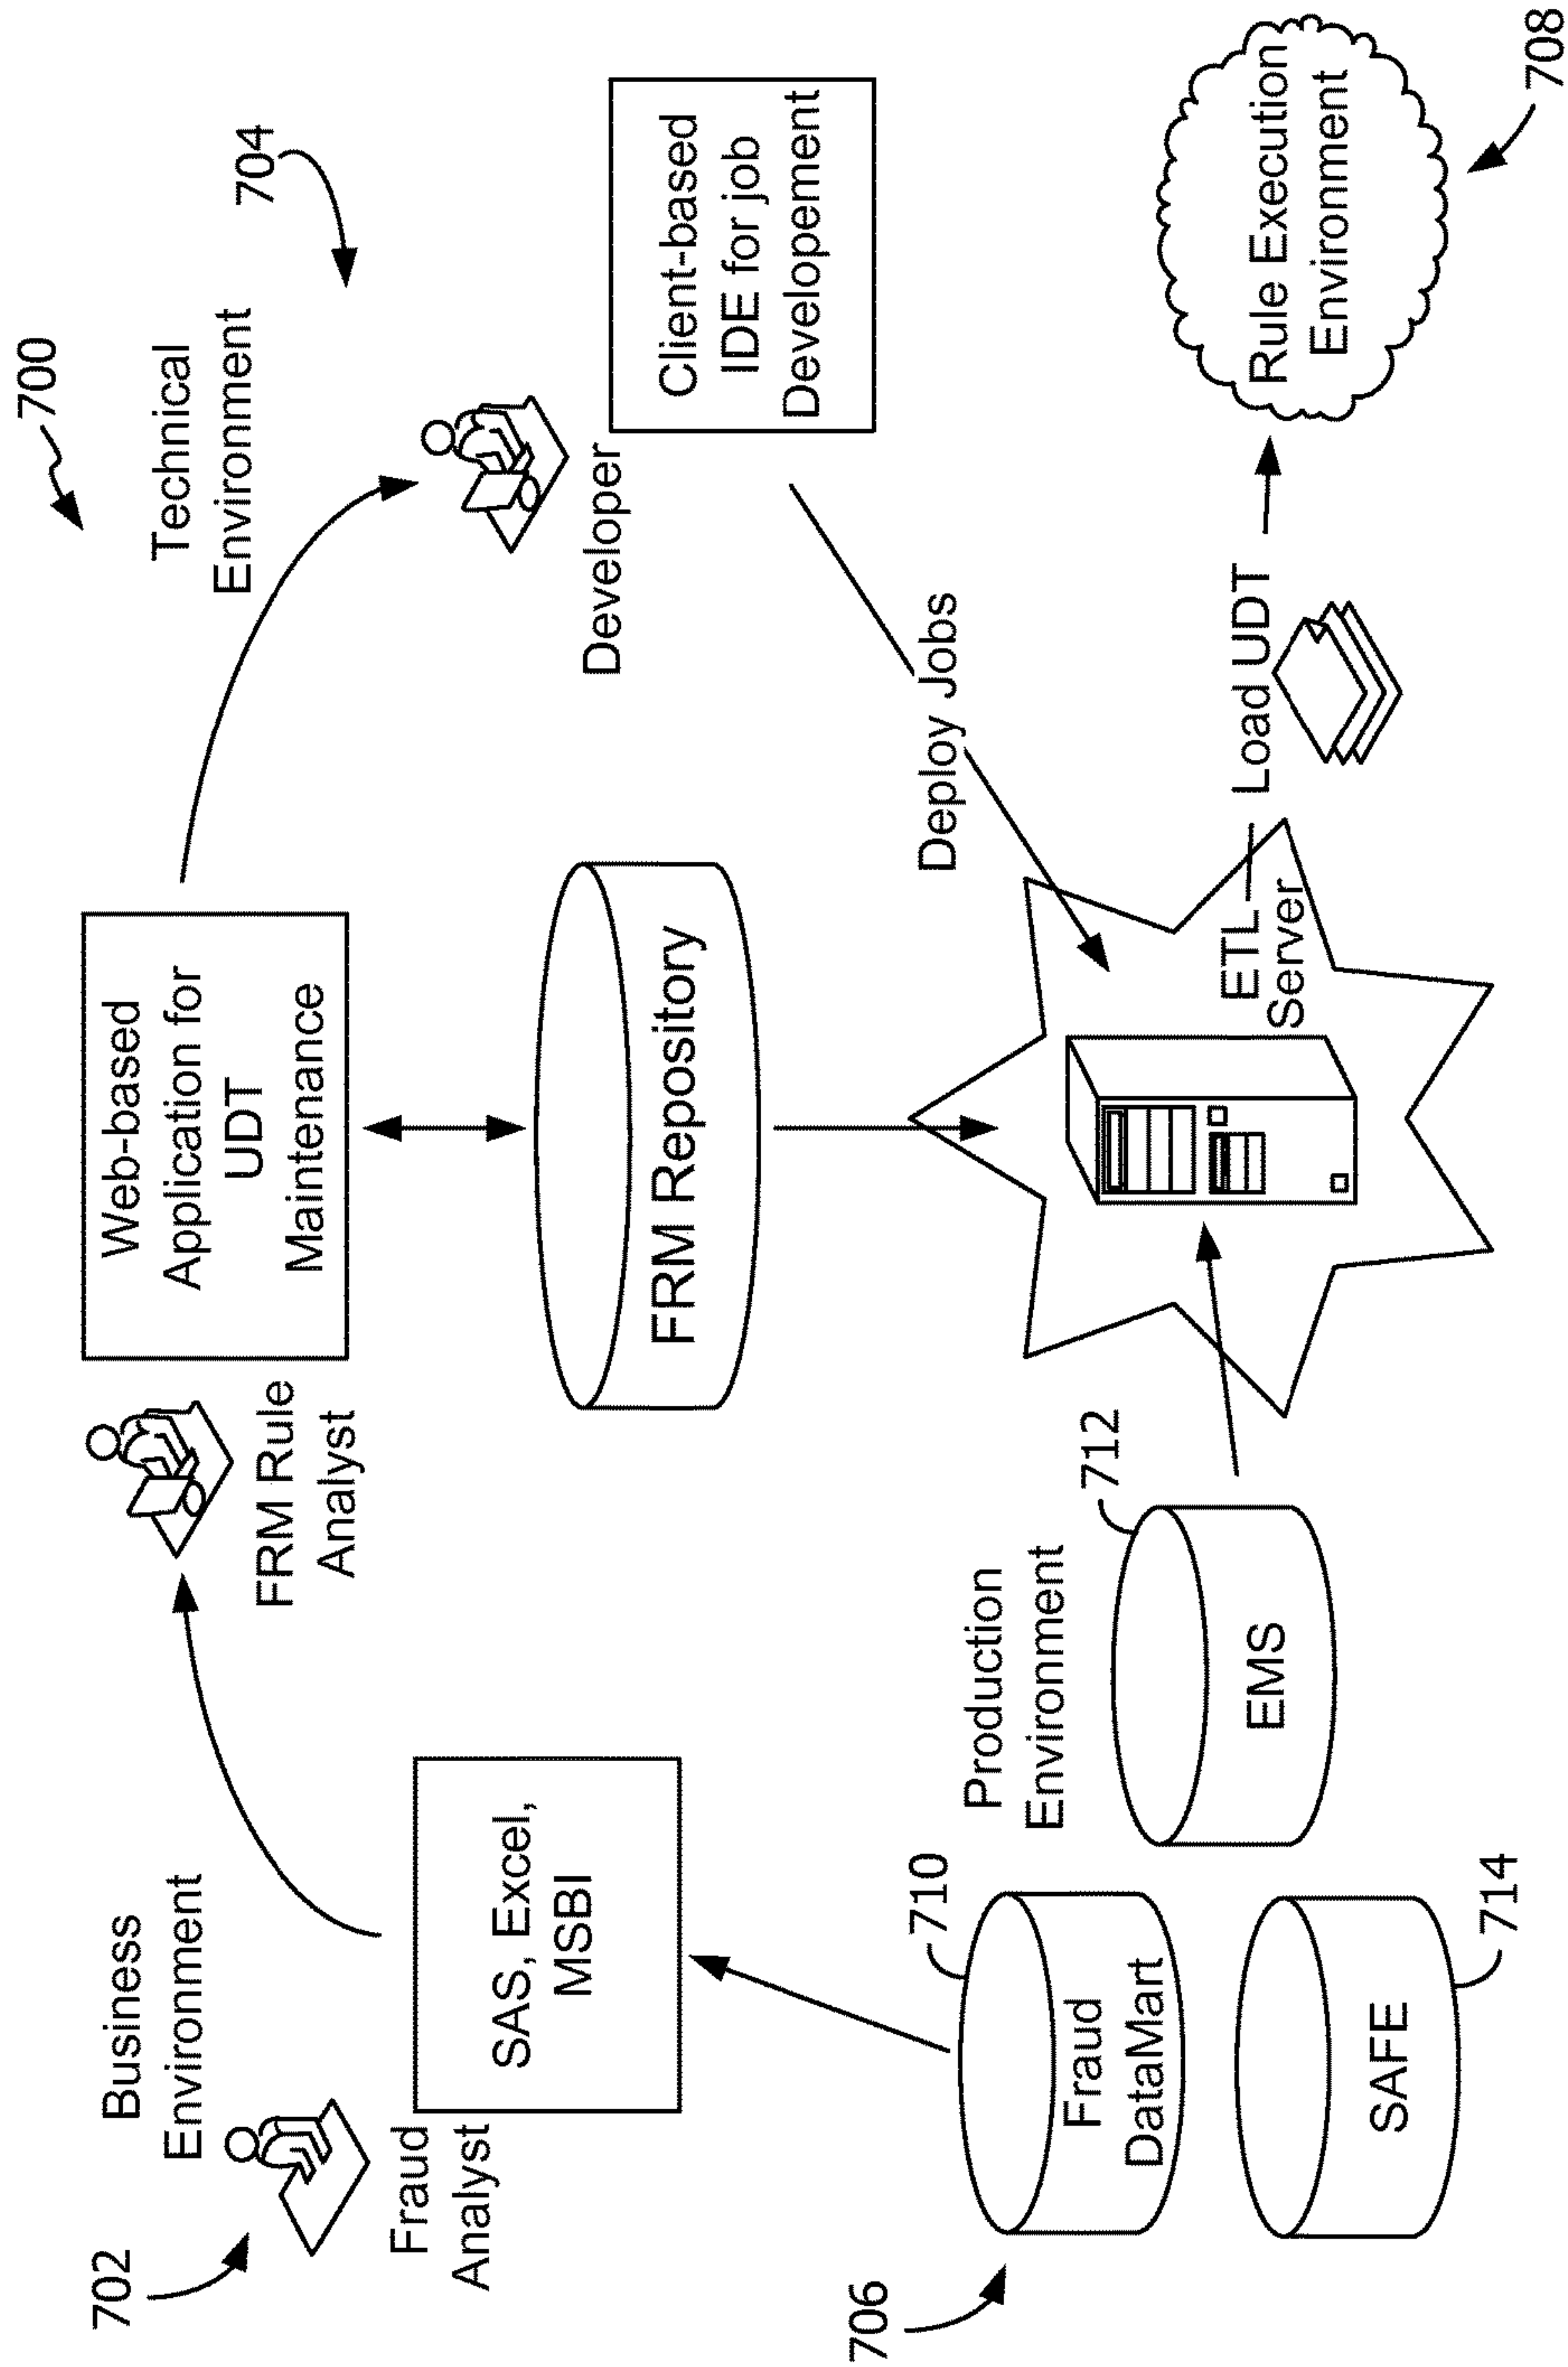 700
702
Business
Environment
Technical
Environment
704
Fraud
Analyst
SAS, Excel,
MSBI
FRM Rule
Analyst
Web-based
Application for
UDT
Maintenance
FRM Repository
Developer
Client-based
IDE for job
Developement
Deploy Jobs
706
710
Fraud
DataMart
SAFE
714
Production
Environment
712
EMS
ETL
Server
Load UDT
Rule Execution
Environment
708